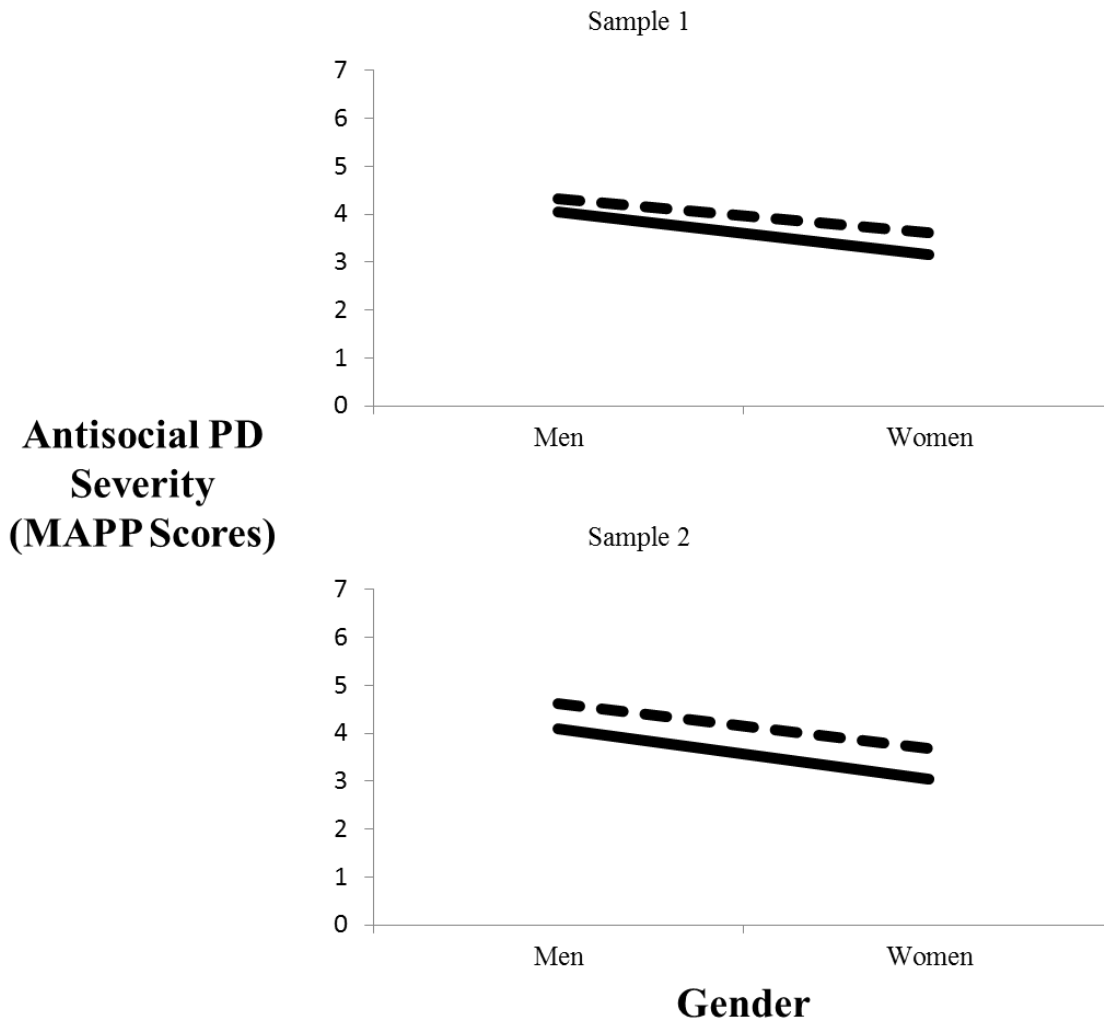 Sample 1
7
6
5
4
3
2
1
0
Men Women
Antisocial PD
Severity
(MAPP Scores)
Sample 2
7
6
5
4
3
2
1
0
Men Women
Gender